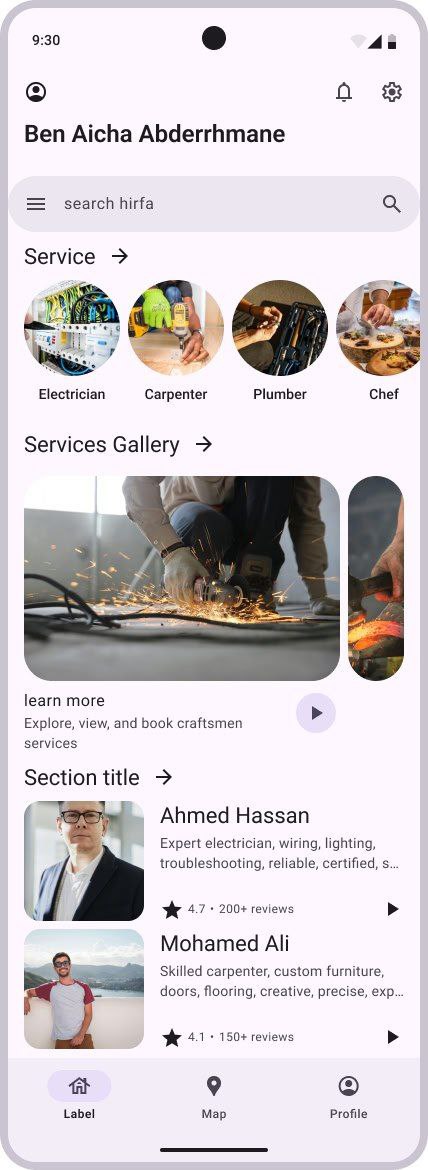 9:30
Ben Aicha Abderrhmane
search hirfa
Service
Electrician
Carpenter
Plumber
Chef
Services Gallery
learn more
Explore, view, and book craftsmen
services
Section title
Ahmed Hassan
Expert electrician, wiring, lighting,
troubleshooting, reliable, certified, s...
4.7 • 200+ reviews
Mohamed Ali
Skilled carpenter, custom furniture,
doors, flooring, creative, precise, exp...
4.1 • 150+ reviews
Label
Map
Profile